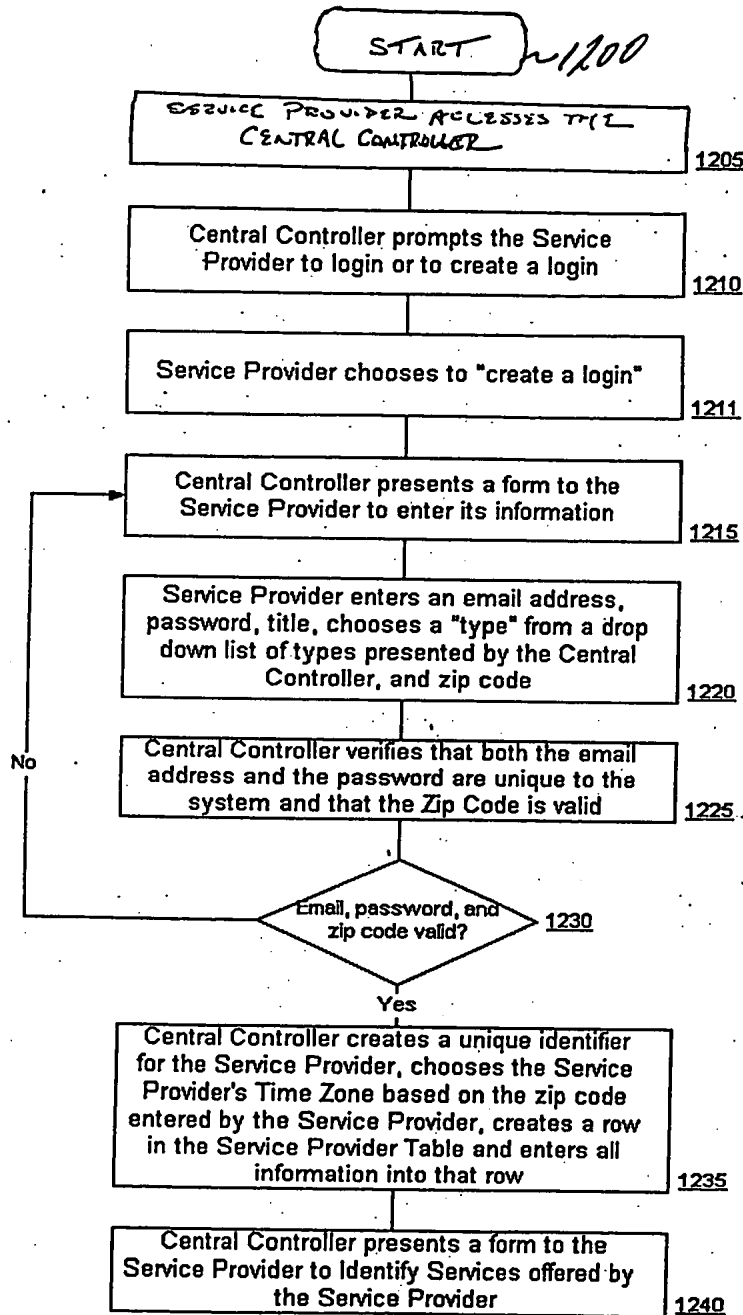 START
1200
SERVICE PROVIDER ACCESSES THE
CENTRAL CONTROLLER
1205
Central Controller prompts the Service
Provider to login or to create a login
1210
Service Provider chooses to "create a login"
1211
Central Controller presents a form to the
Service Provider to enter its information
1215
Service Provider enters an email address,
password, title, chooses a "type" from a drop
down list of types presented by the Central
Controller, and zip code
1220
Central Controller verifies that both the email
address and the password are unique to the
system and that the Zip Code is valid
1225
No
Email, password, and
zip code valid?
1230
Yes
Central Controller creates a unique identifier
for the Service Provider, chooses the Service
Provider's Time Zone based on the zip code
entered by the Service Provider, creates a row
in the Service Provider Table and enters all
information into that row
1235
Central Controller presents a form to the
Service Provider to Identify Services offered by
the Service Provider
1240